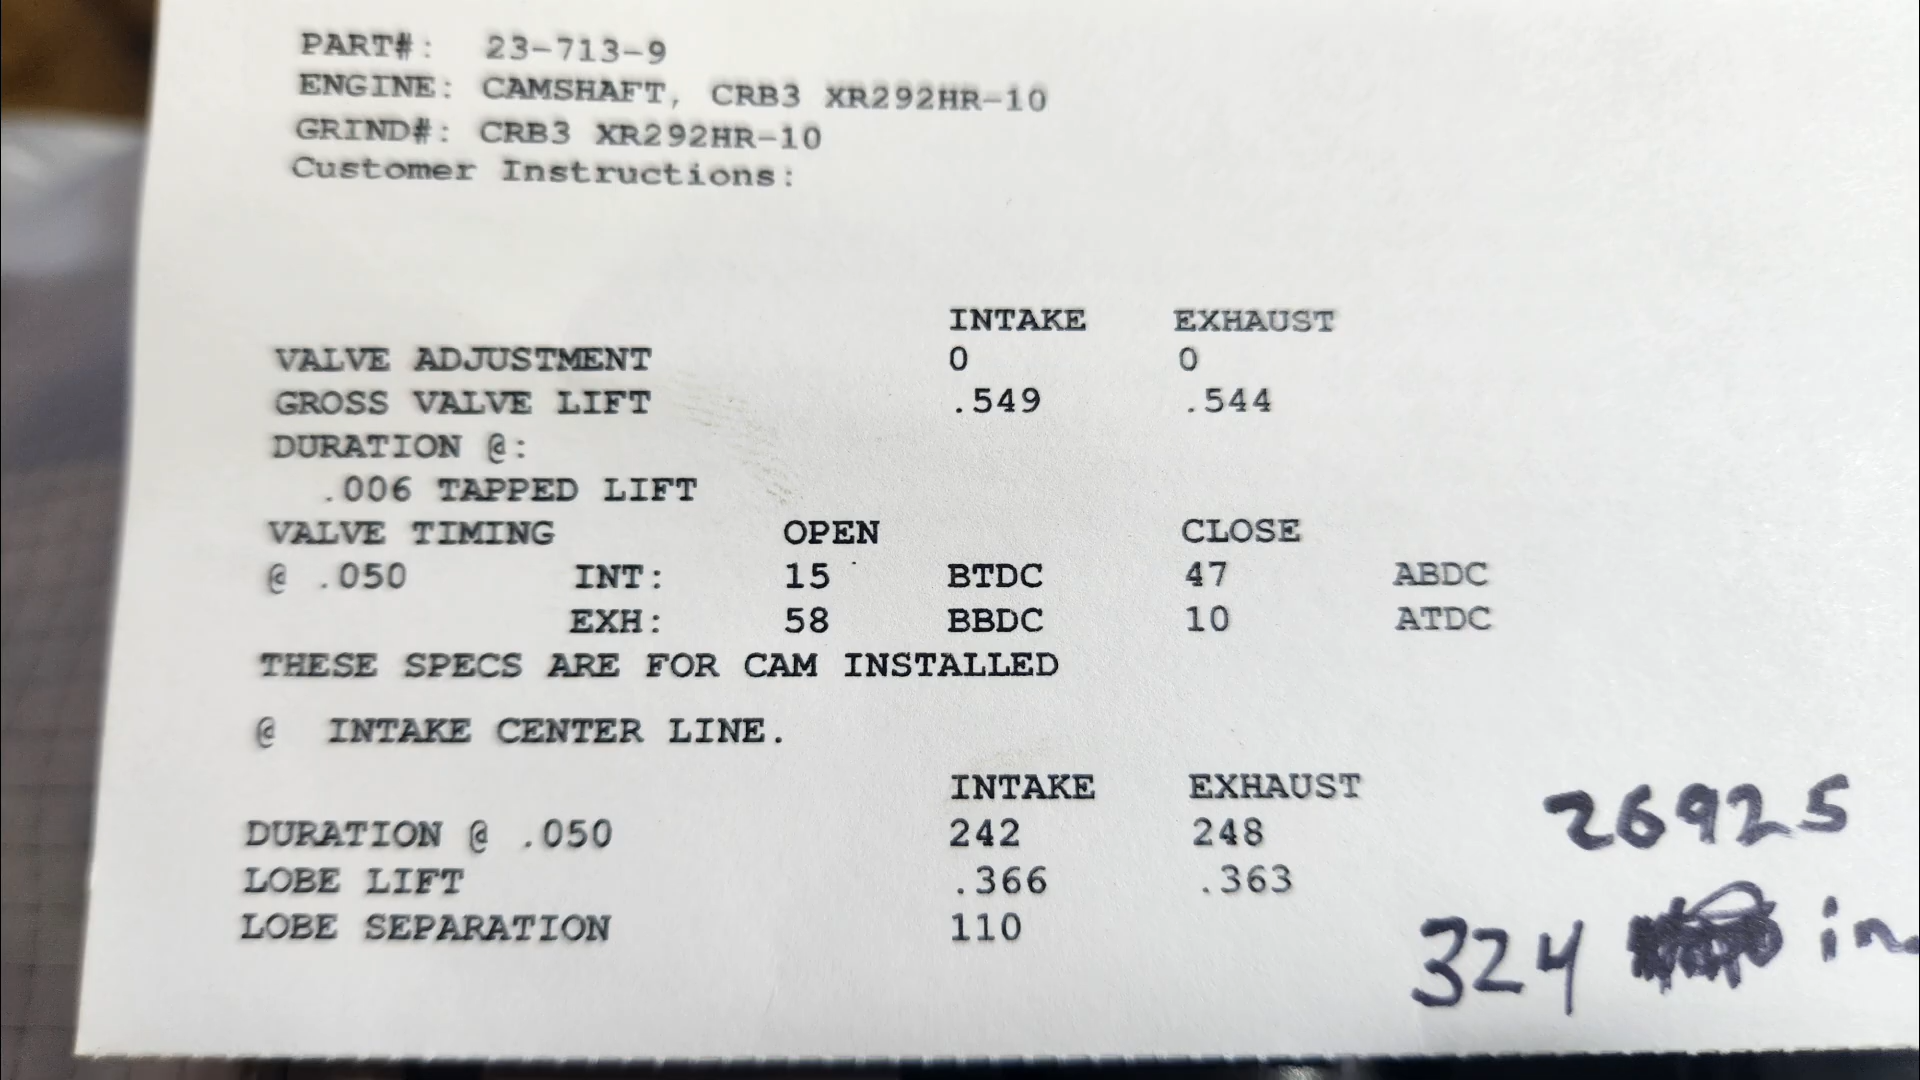 PART#: 23-713-9
ENGINE: CAMSHAFT, CRB3 XR292HR-10
GRIND#: CRB3 XR292HR-10
Customer Instructions:
INTAKE EXHAUST
VALVE ADJUSTMENT 0 0
GROSS VALVE LIFT .549 .544
DURATION @:
.006 TAPPED LIFT
VALVE TIMING OPEN CLOSE
@ .050 INT: 15 BTDC 47 ABDC
EXH: 58 BBDC 10 ATDC
THESE SPECS ARE FOR CAM INSTALLED
@ INTAKE CENTER LINE.
INTAKE EXHAUST
DURATION @ .050 242 248
LOBE LIFT .366 .363
LOBE SEPARATION 110
26925
324 in